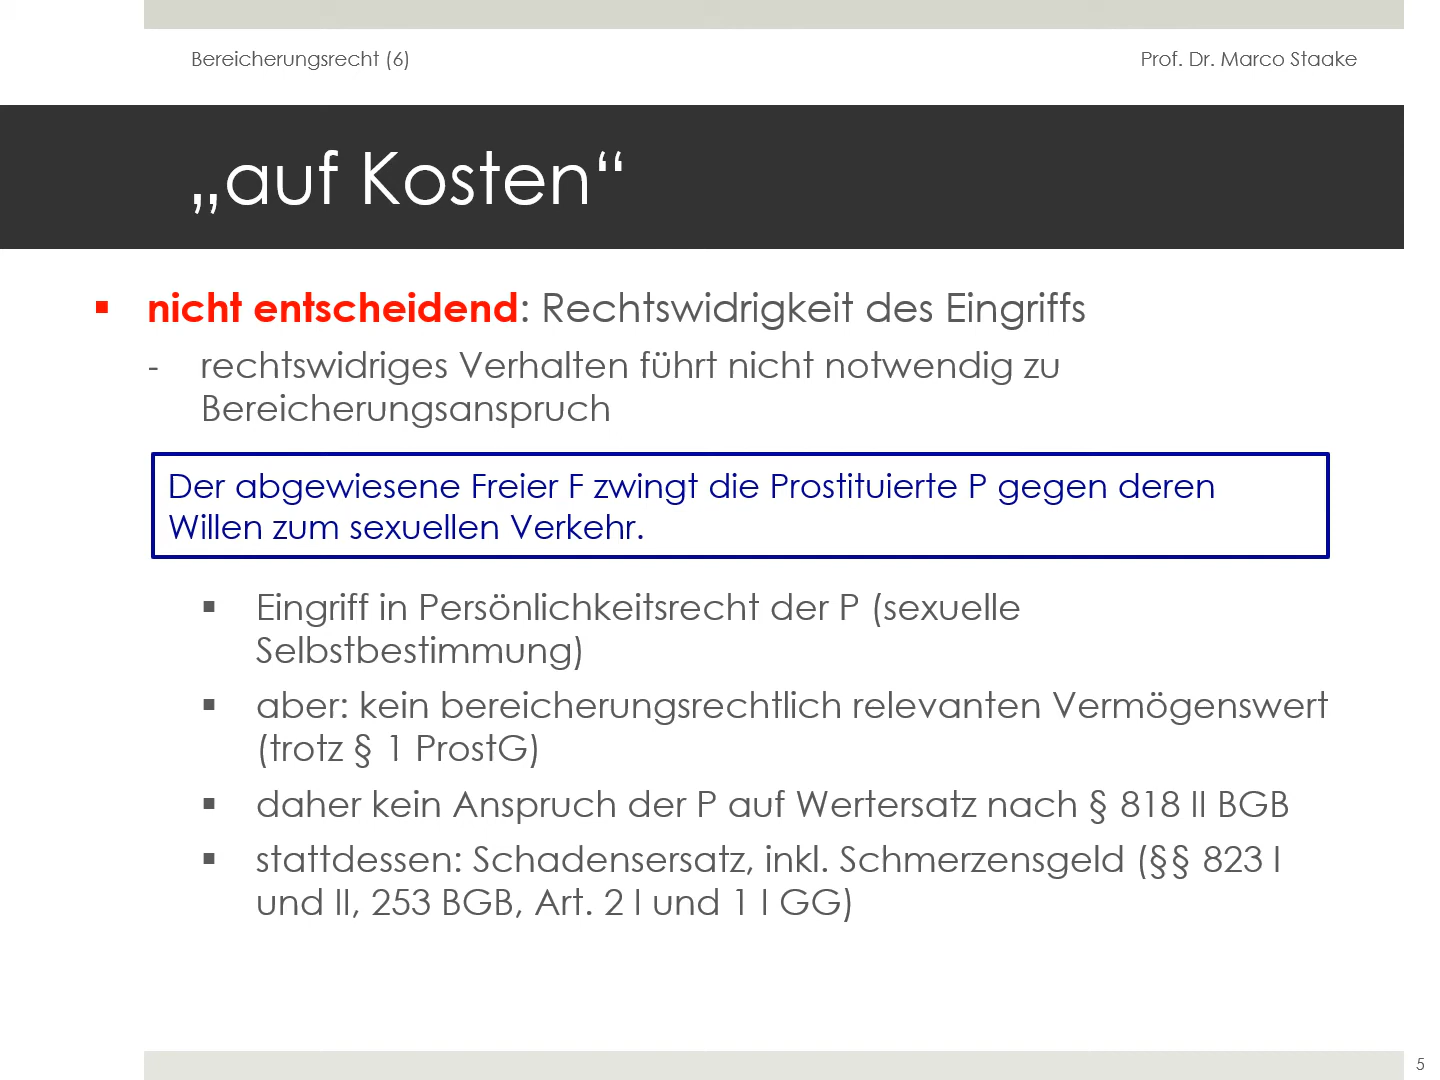 Bereicherungsrecht (6)
Prof. Dr. Marco Staake
„auf Kosten“
▪ nicht entscheidend: Rechtswidrigkeit des Eingriffs
- rechtswidriges Verhalten führt nicht notwendig zu
Bereicherungsanspruch
Der abgewiesene Freier F zwingt die Prostituierte P gegen deren
Willen zum sexuellen Verkehr.
▪ Eingriff in Persönlichkeitsrecht der P (sexuelle
Selbstbestimmung)
▪ aber: kein bereicherungsrechtlich relevanten Vermögenswert
(trotz § 1 ProstG)
▪ daher kein Anspruch der P auf Wertersatz nach § 818 II BGB
▪ stattdessen: Schadensersatz, inkl. Schmerzensgeld (§§ 823 I
und II, 253 BGB, Art. 2 I und 1 I GG)
5